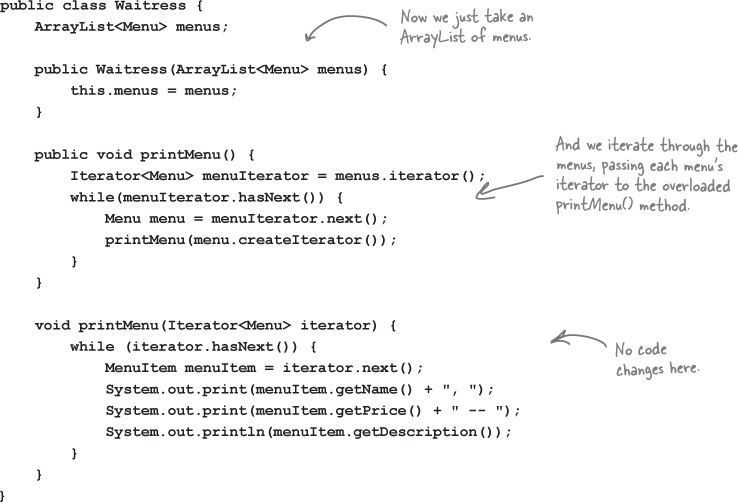 public class Waitress {
    ArrayList<Menu> menus;
Now we just take an
ArrayList of menus.
    public Waitress(ArrayList<Menu> menus) {
        this.menus = menus;
    }
    public void printMenu() {
        Iterator<Menu> menuIterator = menus.iterator();
        while(menuIterator.hasNext()) {
            Menu menu = menuIterator.next();
            printMenu(menu.createIterator());
        }
    }
And we iterate through the
menus, passing each menu's
iterator to the overloaded
printMenu() method.
    void printMenu(Iterator<Menu> iterator) {
        while (iterator.hasNext()) {
            MenuItem menuItem = iterator.next();
            System.out.print(menuItem.getName() + ", ");
            System.out.print(menuItem.getPrice() + " -- ");
            System.out.println(menuItem.getDescription());
        }
    }
}
No code
changes here.